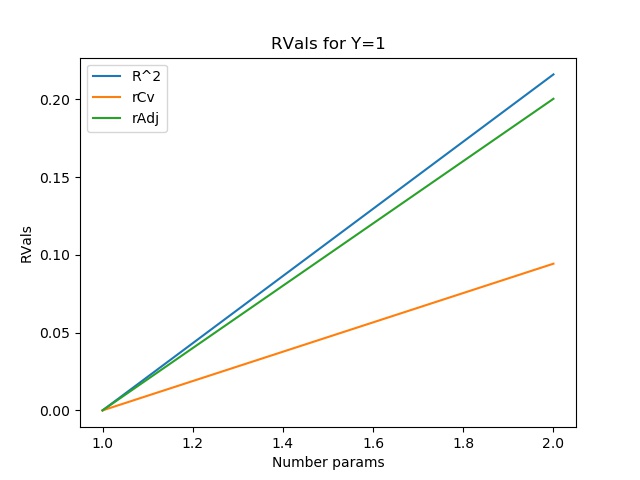 RVals for Y=1
R^2
rCv
rAdj
0.20
0.15
0.10
0.05
0.00
RVals
1.0 1.2 1.4 1.6 1.8 2.0
Number params